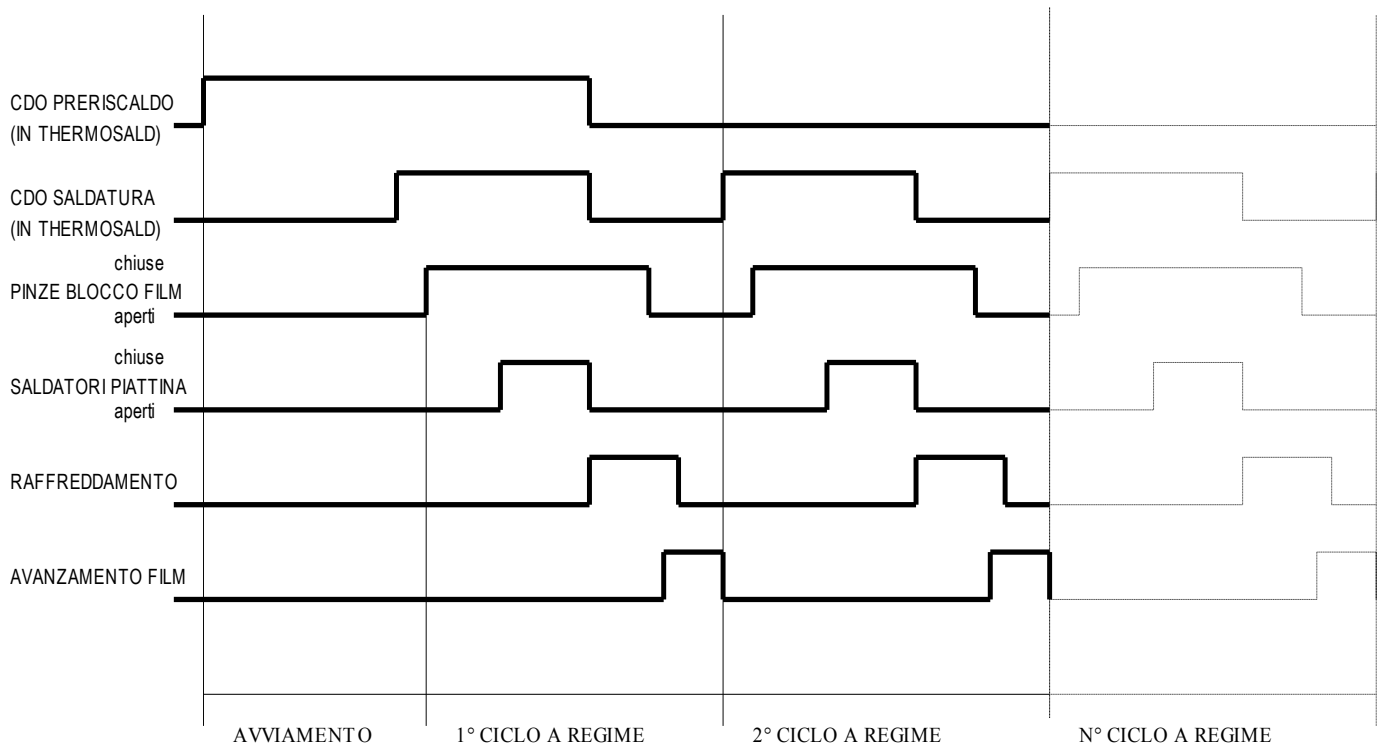 CDO PRERISCALDO
(IN THERMOSALD)
CDO SALDATURA
(IN THERMOSALD)
chiuse
PINZE BLOCCO FILM
aperti
chiuse
SALDATORI PIATTINA
aperti
RAFFREDDAMENTO
AVANZAMENTO FILM
AVVIAMENTO 1° CICLO A REGIME 2° CICLO A REGIME N° CICLO A REGIME